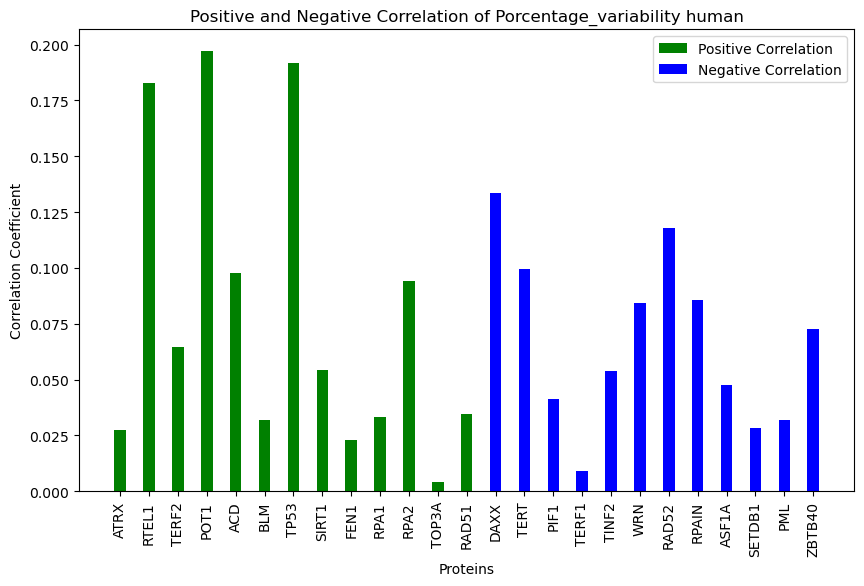 Positive and Negative Correlation of Porcentage_variability human
Positive Correlation
Negative Correlation
Correlation Coefficient
0.200
0.175
0.150
0.125
0.100
0.075
0.050
0.025
0.000
ATRX
RTEL1
TERF2
POT1
ACD
BLM
TP53
SIRT1
FEN1
RPA1
RPA2
TOP3A
RAD51
DAXX
TERT
PIF1
TERF1
TINF2
WRN
RAD52
RPAIN
ASF1A
SETDB1
PML
ZBTB40
Proteins